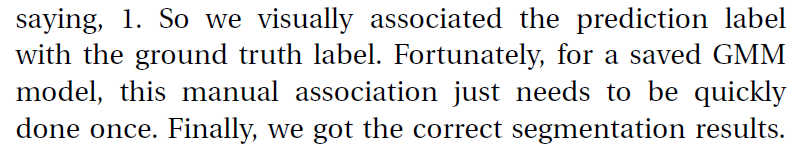 saying, 1. So we visually associated the prediction label
with the ground truth label. Fortunately, for a saved GMM
model, this manual association just needs to be quickly
done once. Finally, we got the correct segmentation results.